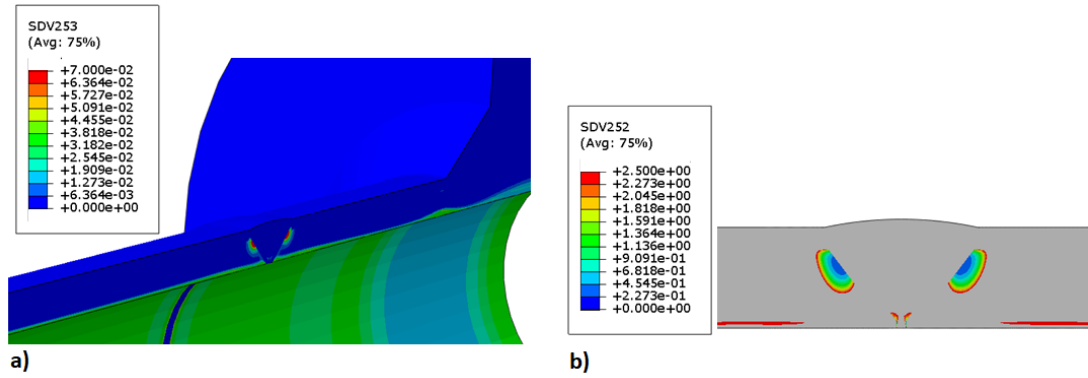 SDV253
(Avg: 75%)
+7.000e-02
+6.364e-02
+5.727e-02
+5.091e-02
+4.455e-02
+3.818e-02
+3.182e-02
+2.545e-02
+1.909e-02
+1.273e-02
+6.364e-03
+0.000e+00
a)
SDV252
(Avg: 75%)
+2.500e+00
+2.273e+00
+2.045e+00
+1.818e+00
+1.591e+00
+1.364e+00
+1.136e+00
+9.091e-01
+6.818e-01
+4.545e-01
+2.273e-01
+0.000e+00
b)